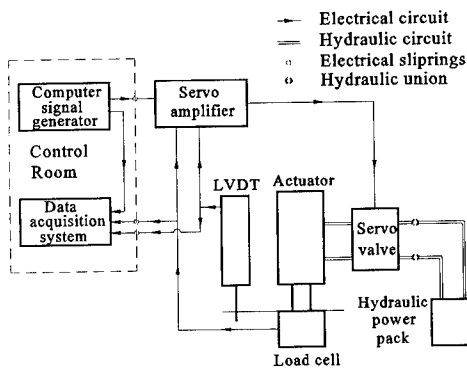 Electrical circuit
Hydraulic circuit
Electrical sliprings
Hydraulic union
Computer
signal
generator
Servo
amplifier
Control
Room
LVDT
Actuator
Data
acquisition
system
Servo
valve
Hydraulic
power
pack
Load cell